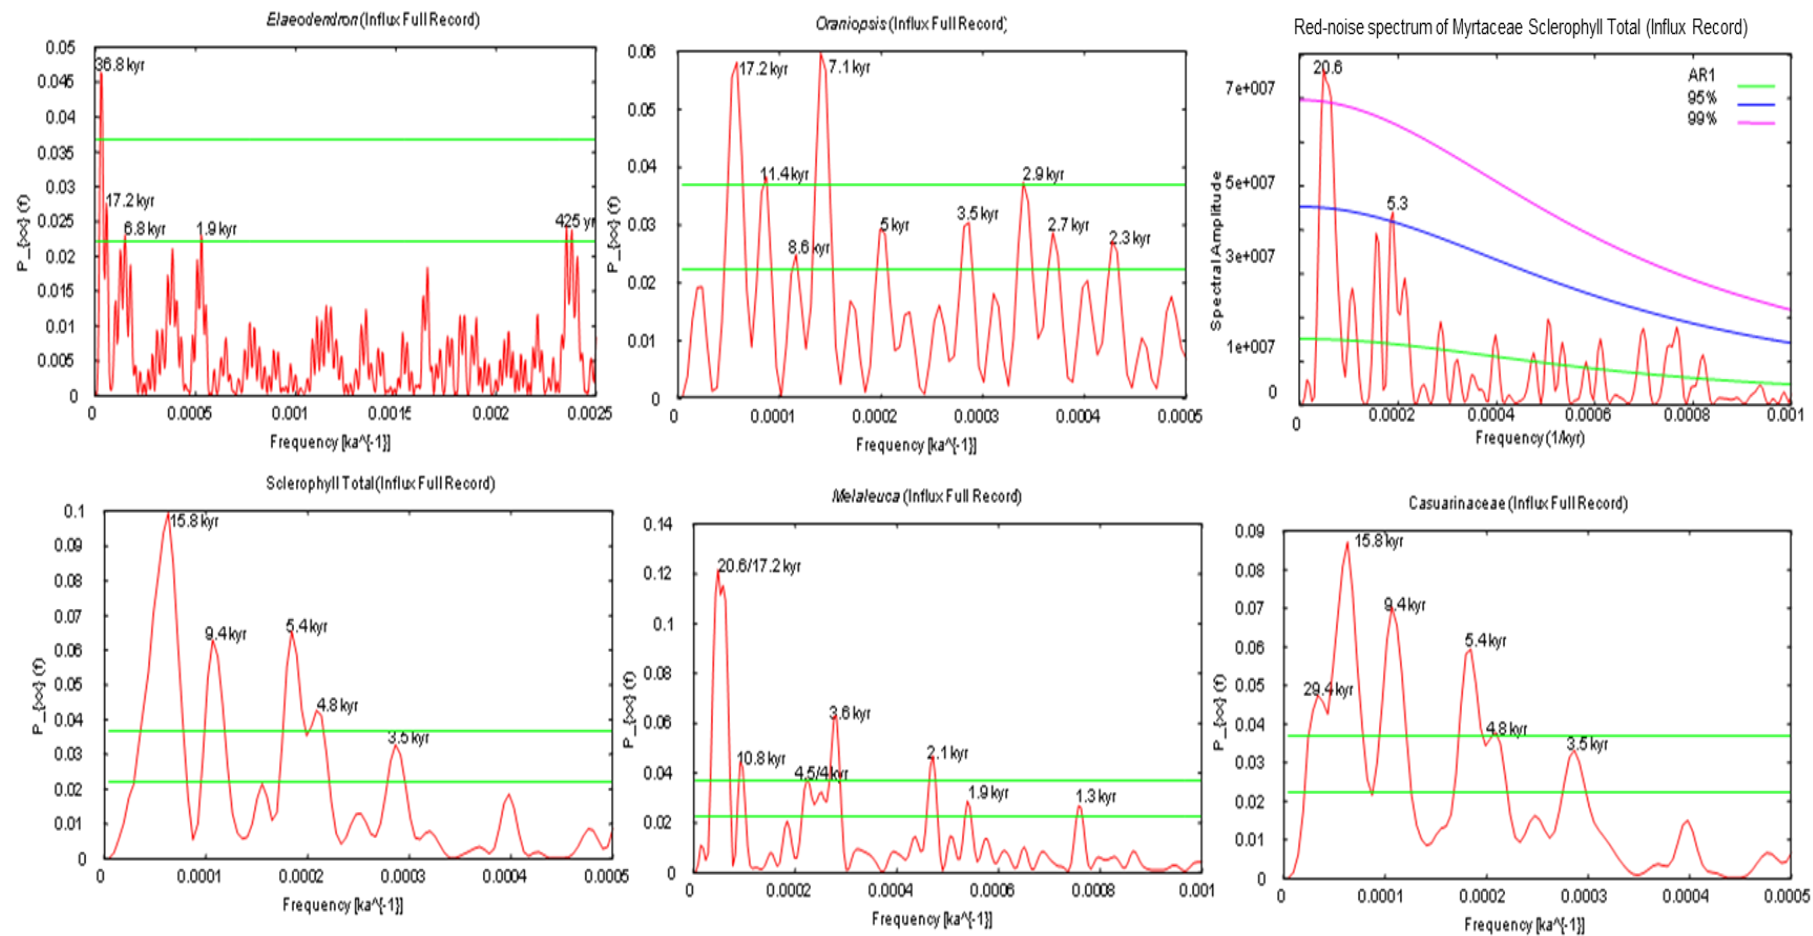 Elaeodendron (Influx Full Record)
0.05
0.045
0.04
0.035
0.03
0.025
0.02
0.015
0.01
0.005
0
P_{xx} (f)
36.8 kyr
17.2 kyr
6.8 kyr
1.9 kyr
425 yr
0 0.0005 0.001 0.0015 0.002 0.0025
Frequency [ka^{-1}]
Oraniopsis (Influx Full Record)
0.06
0.05
0.04
0.03
0.02
0.01
0
P_{xx} (f)
17.2 kyr
7.1 kyr
11.4 kyr
8.6 kyr
5 kyr
3.5 kyr
2.9 kyr
2.7 kyr
2.3 kyr
0 0.0001 0.0002 0.0003 0.0004 0.0005
Frequency [ka^{-1}]
Red-noise spectrum of Myrtaceae Sclerophyll Total (Influx Record)
7e+007
5e+007
3e+007
1e+007
0
Spectral Amplitude
20.6
5.3
AR1
95%
99%
0 0.0002 0.0004 0.0006 0.0008 0.001
Frequency (1/kyr)
Sclerophyll Total(Influx Full Record)
0.1
0.09
0.08
0.07
0.06
0.05
0.04
0.03
0.02
0.01
0
P_{xx} (f)
15.8 kyr
9.4 kyr
5.4 kyr
4.8 kyr
3.5 kyr
0 0.0001 0.0002 0.0003 0.0004 0.0005
Frequency [ka^{-1}]
Melaleuca (Influx Full Record)
0.14
0.12
0.1
0.08
0.06
0.04
0.02
0
P_{xx} (f)
20.6/17.2 kyr
10.8 kyr
4.5/4 kyr
3.6 kyr
2.1 kyr
1.9 kyr
1.3 kyr
0 0.0002 0.0004 0.0006 0.0008 0.001
Frequency [ka^{-1}]
Casuarinaceae (Influx Full Record)
0.09
0.08
0.07
0.06
0.05
0.04
0.03
0.02
0.01
0
P_{xx} (f)
29.4 kyr
15.8 kyr
9.4 kyr
5.4 kyr
4.8 kyr
3.5 kyr
0 0.0001 0.0002 0.0003 0.0004 0.0005
Frequency [ka^{-1}]